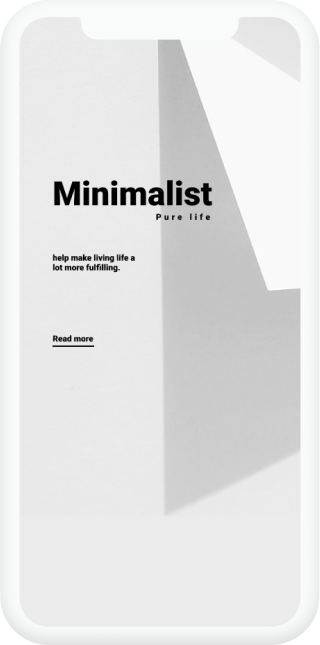 Minimalist
Pure life
help make living life a
lot more fulfilling.
Read more